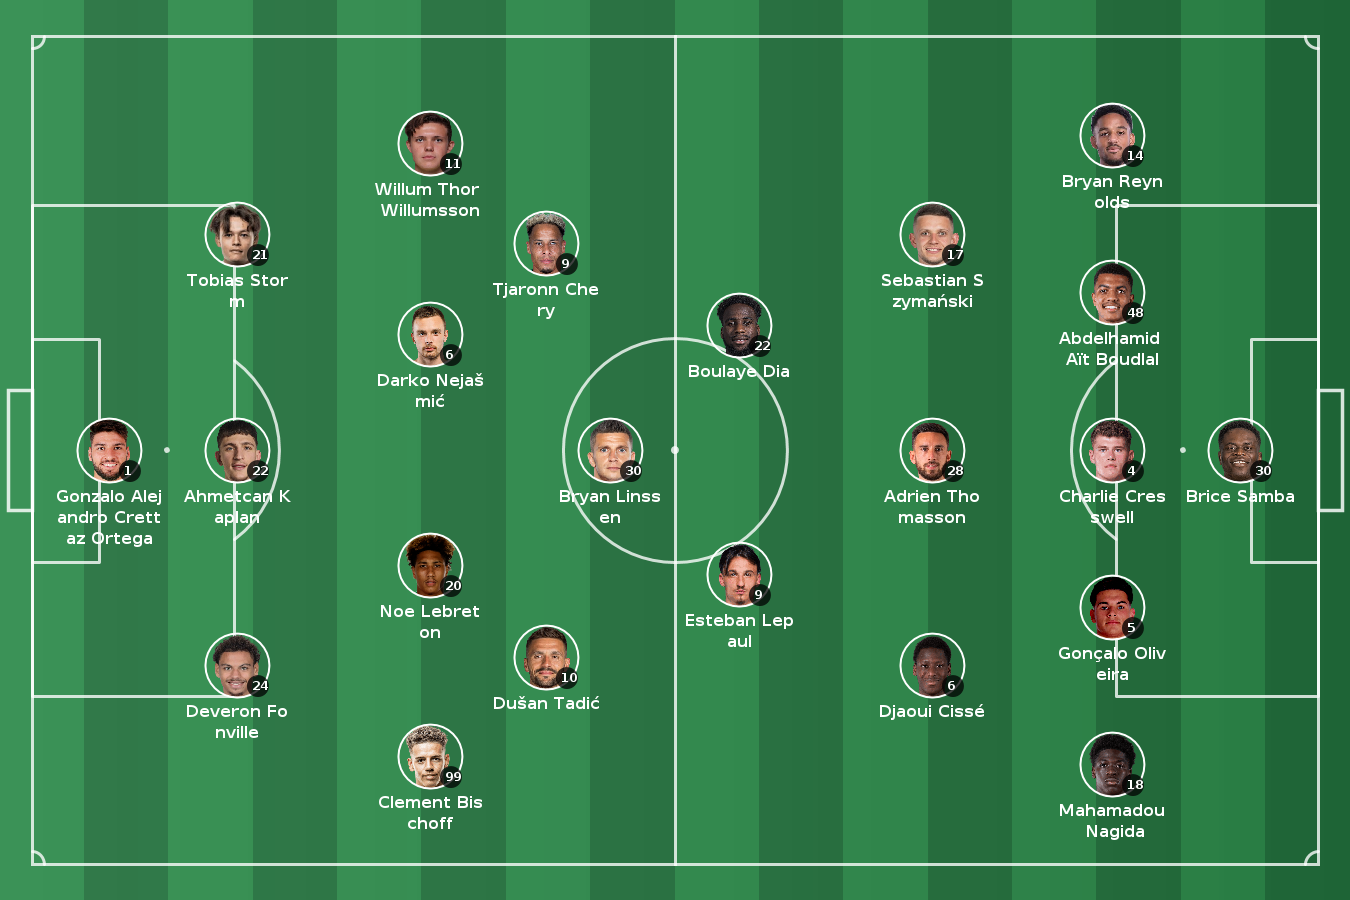 11
Willum Thor
Willumsson
14
Bryan Reyn
olds
21
Tobias Stor
m
9
Tjaronn Che
ry
17
Sebastian S
zymański
48
Abdelhamid
Aït Boudlal
6
Darko Nejaš
mić
22
Boulaye Dia
1
Gonzalo Alej
andro Crett
az Ortega
22
Ahmetcan K
aplan
30
Bryan Linss
en
28
Adrien Tho
masson
4
Charlie Cres
swell
30
Brice Samba
20
Noe Lebret
on
9
Esteban Lep
aul
5
Gonçalo Oliv
eira
24
Deveron Fo
nville
10
Dušan Tadić
6
Djaoui Cissé
99
Clement Bis
choff
18
Mahamadou
Nagida